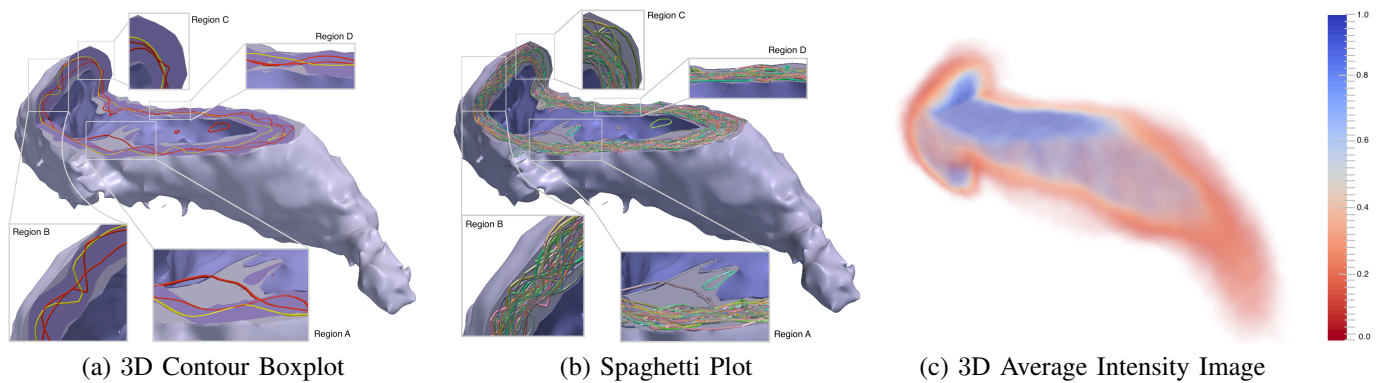 Region C
Region D
Region B
Region A
(a) 3D Contour Boxplot
Region C
Region D
Region B
Region A
(b) Spaghetti Plot
1.0
0.8
0.6
0.4
0.2
0.0
(c) 3D Average Intensity Image